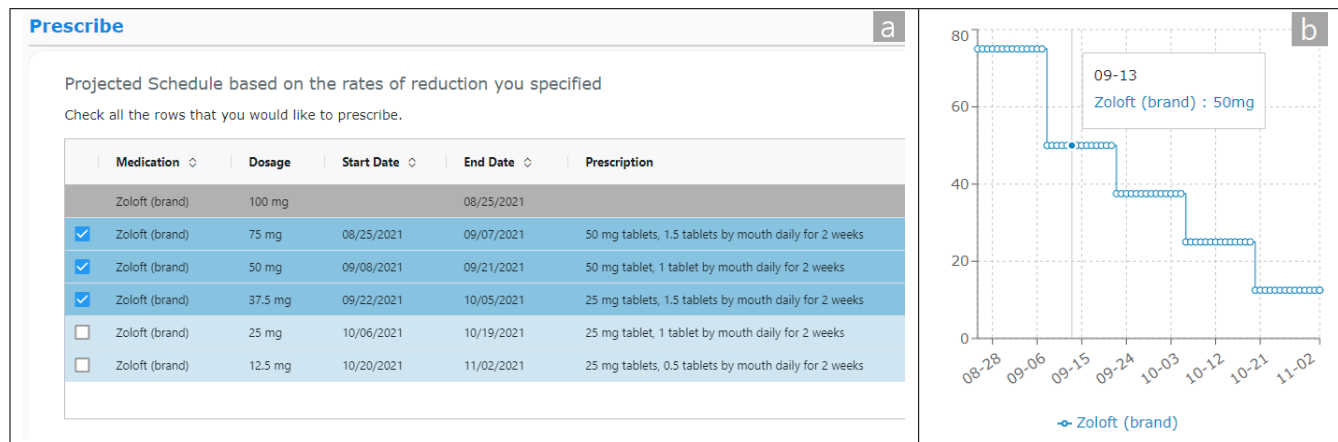 Prescribe
a
Projected Schedule based on the rates of reduction you specified
Check all the rows that you would like to prescribe.
Medication Dosage Start Date End Date Prescription
Zoloft (brand) 100 mg 08/25/2021
Zoloft (brand) 75 mg 08/25/2021 09/07/2021 50 mg tablets, 1.5 tablets by mouth daily for 2 weeks
Zoloft (brand) 50 mg 09/08/2021 09/21/2021 50 mg tablet, 1 tablet by mouth daily for 2 weeks
Zoloft (brand) 37.5 mg 09/22/2021 10/05/2021 25 mg tablets, 1.5 tablets by mouth daily for 2 weeks
Zoloft (brand) 25 mg 10/06/2021 10/19/2021 25 mg tablet, 1 tablet by mouth daily for 2 weeks
Zoloft (brand) 12.5 mg 10/20/2021 11/02/2021 25 mg tablets, 0.5 tablets by mouth daily for 2 weeks
b
80
60
40
20
0
09-13
Zoloft (brand) : 50mg
08-28 09-06 09-15 09-24 10-03 10-12 10-21 11-02
Zoloft (brand)